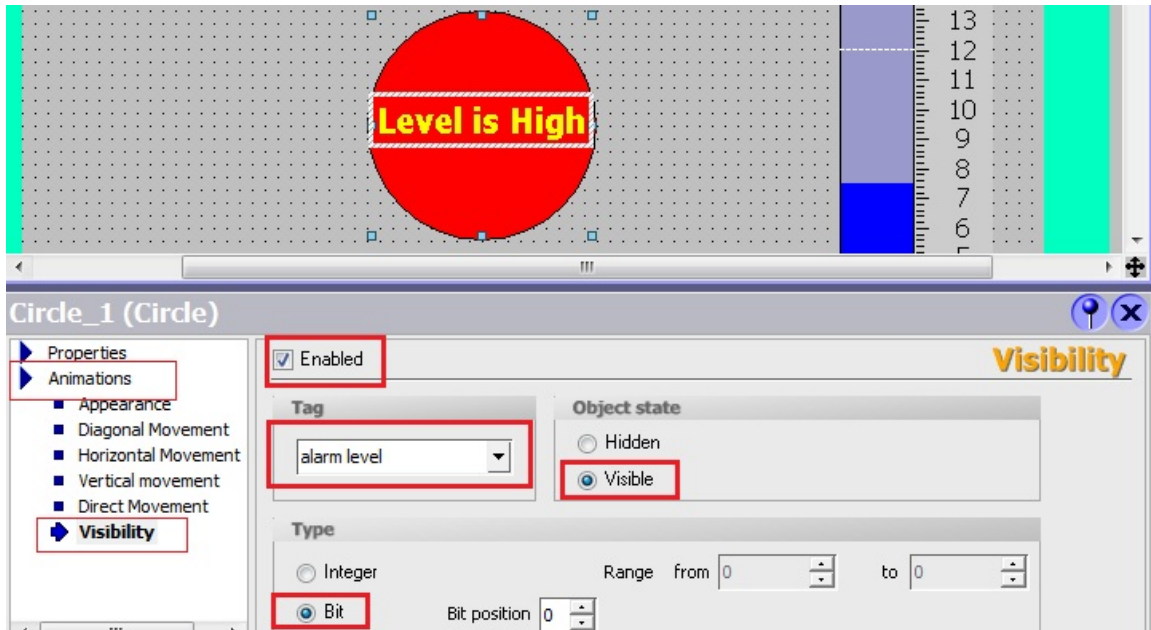 13
12
11
10
9
8
7
6
Level is High
Circle_1 (Circle)
Properties
Animations
Appearance
Diagonal Movement
Horizontal Movement
Vertical movement
Direct Movement
Visibility
Enabled
Visibility
Tag
alarm level
Object state
Hidden
Visible
Type
Integer
Range from 0 to 0
Bit
Bit position 0